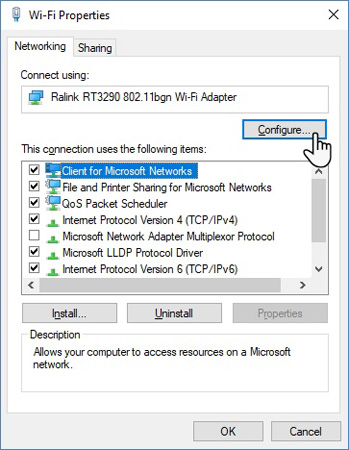 Wi-Fi Properties
Networking
Sharing
Connect using:
Ralink RT3290 802.11bgn Wi-Fi Adapter
Configure...
This connection uses the following items:
Client for Microsoft Networks
File and Printer Sharing for Microsoft Networks
QoS Packet Scheduler
Internet Protocol Version 4 (TCP/IPv4)
Microsoft Network Adapter Multiplexor Protocol
Microsoft LLDP Protocol Driver
Internet Protocol Version 6 (TCP/IPv6)
Install...
Uninstall
Properties
Description
Allows your computer to access resources on a Microsoft
network.
OK
Cancel